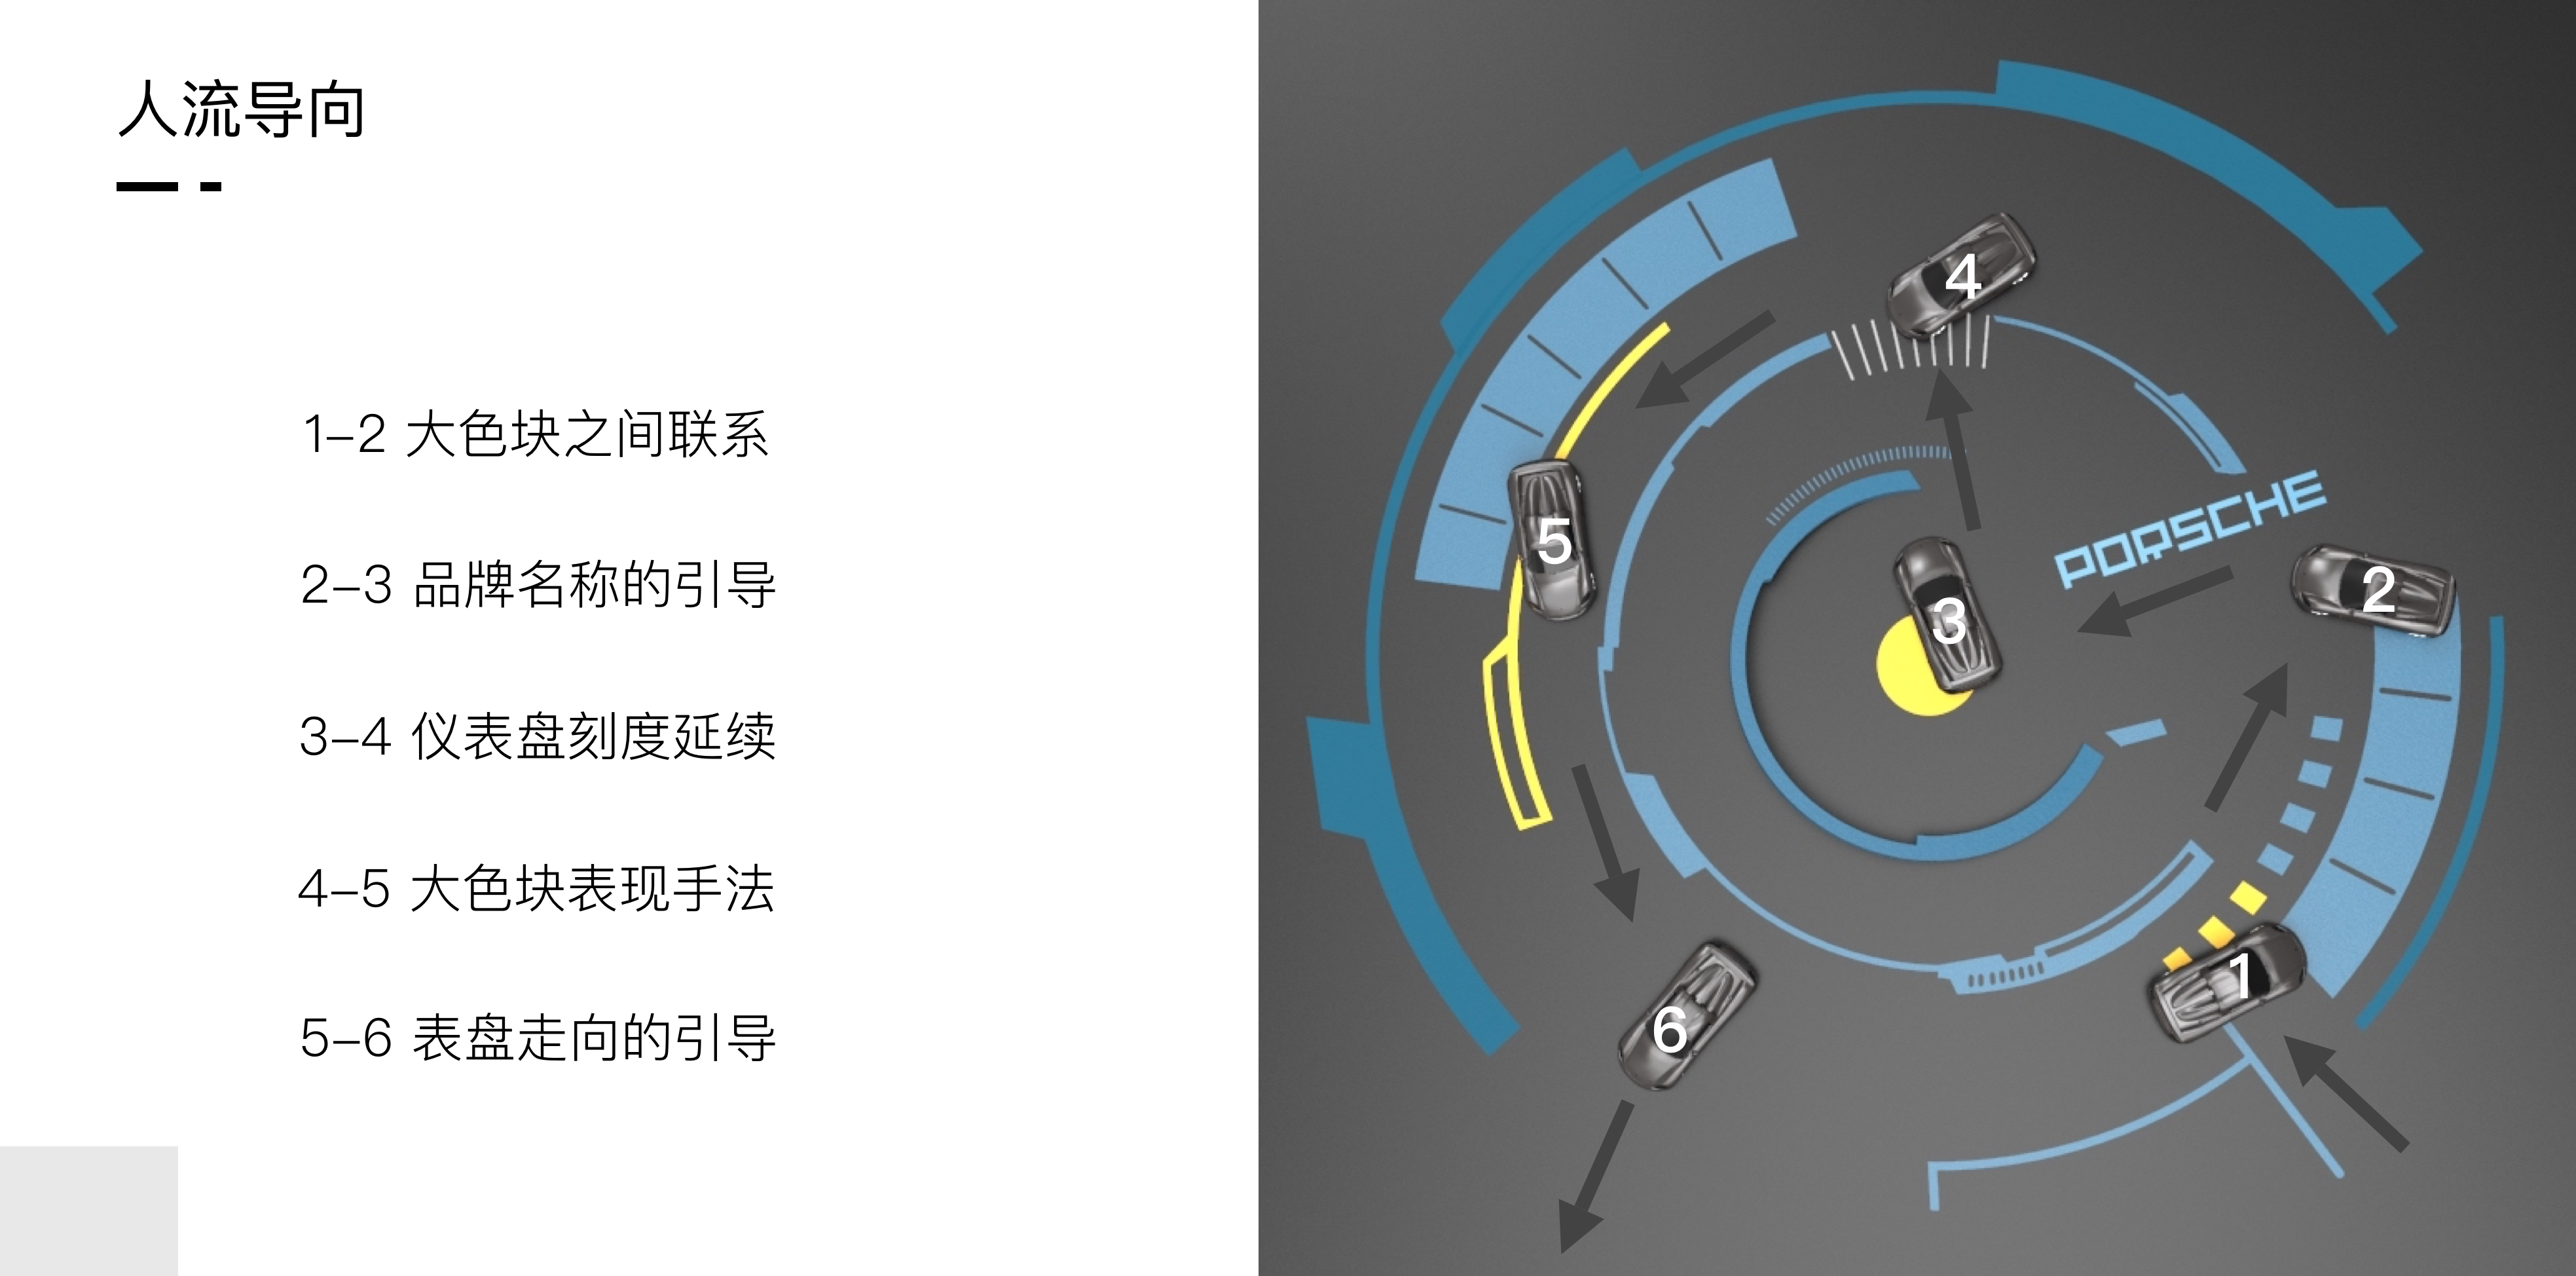 人流导向
1-2 大色块之间联系
2-3 品牌名称的引导
3-4 仪表盘刻度延续
4-5 大色块表现手法
5-6 表盘走向的引导
4
PORSCHE
5
2
3
1
6